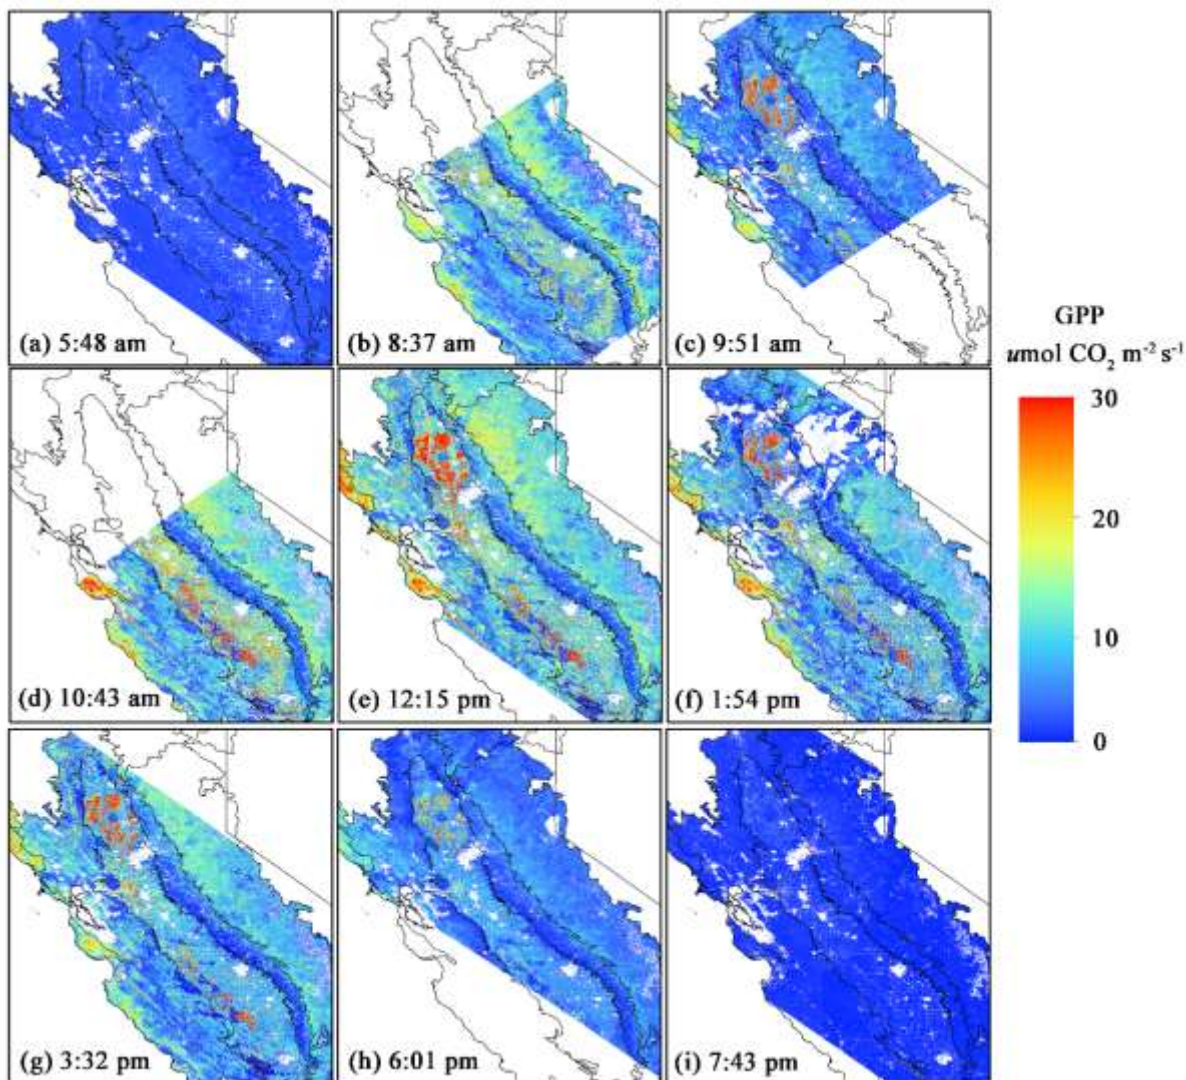 (a) 5:48 am
(b) 8:37 am
(c) 9:51 am
GPP
umol CO₂ m⁻² s⁻¹
30
20
10
0
(d) 10:43 am
(e) 12:15 pm
(f) 1:54 pm
(g) 3:32 pm
(h) 6:01 pm
(i) 7:43 pm